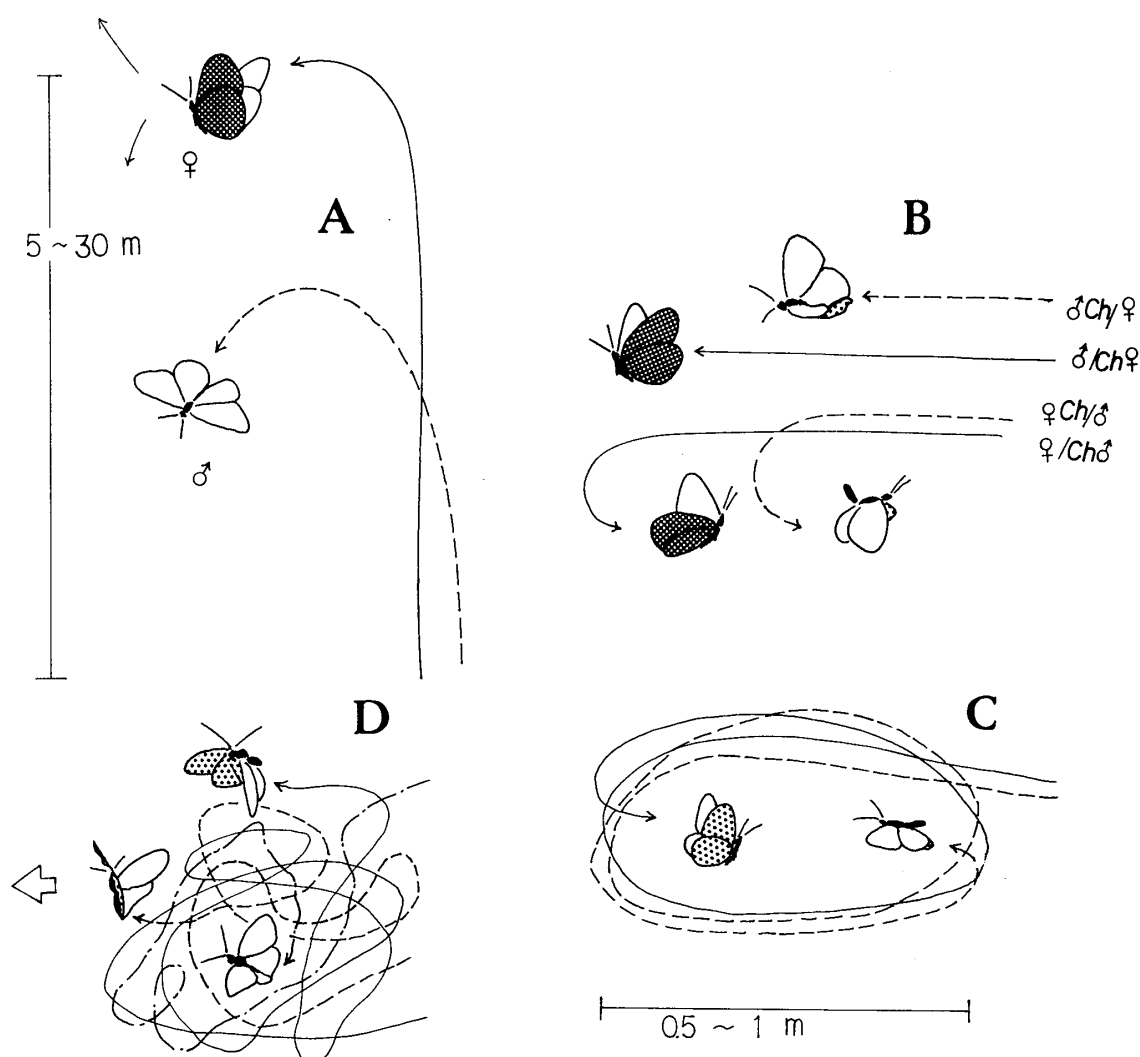 ♀
A
5 ~ 30 m
♂
B
♂Ch/♀
♂/Ch♀
♀Ch/♂
♀/Ch♂
D
C
0.5 ~ 1 m